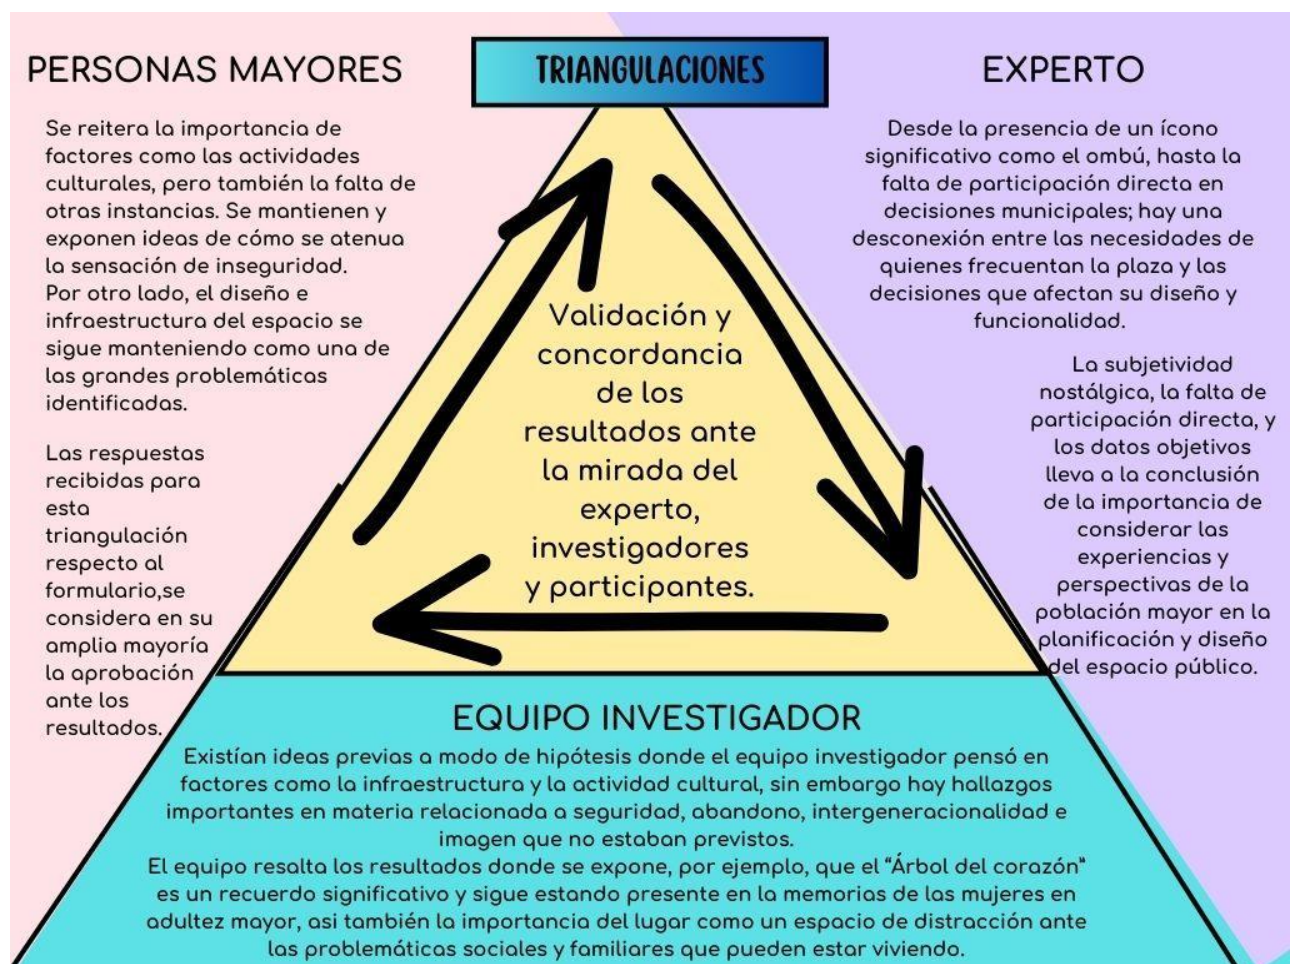 TRIANGULACIONES
PERSONAS MAYORES
Se reitera la importancia de
factores como las actividades
culturales, pero también la falta de
otras instancias. Se mantienen y
exponen ideas de cómo se atenua
la sensación de inseguridad.
Por otro lado, el diseño e
infraestructura del espacio se
sigue manteniendo como una de
las grandes problemáticas
identificadas.
Las respuestas
recibidas para
esta
triangulación
respecto al
formulario,se
considera en su
amplia mayoría
la aprobación
ante los
resultados.
Validación y
concordancia
de los
resultados ante
la mirada del
experto,
investigadores
y participantes.
EXPERTO
Desde la presencia de un ícono
significativo como el ombú, hasta la
falta de participación directa en
decisiones municipales; hay una
desconexión entre las necesidades de
quienes frecuentan la plaza y las
decisiones que afectan su diseño y
funcionalidad.
La subjetividad
nostálgica, la falta de
participación directa, y
los datos objetivos
lleva a la conclusión
de la importancia de
considerar las
experiencias y
perspectivas de la
población mayor en la
planificación y diseño
del espacio público.
EQUIPO INVESTIGADOR
Existían ideas previas a modo de hipótesis donde el equipo investigador pensó en
factores como la infraestructura y la actividad cultural, sin embargo hay hallazgos
importantes en materia relacionada a seguridad, abandono, intergeneracionalidad e
imagen que no estaban previstos.
El equipo resalta los resultados donde se expone, por ejemplo, que el “Árbol del corazón”
es un recuerdo significativo y sigue estando presente en la memorias de las mujeres en
adultez mayor, asi también la importancia del lugar como un espacio de distracción ante
las problemáticas sociales y familiares que pueden estar viviendo.